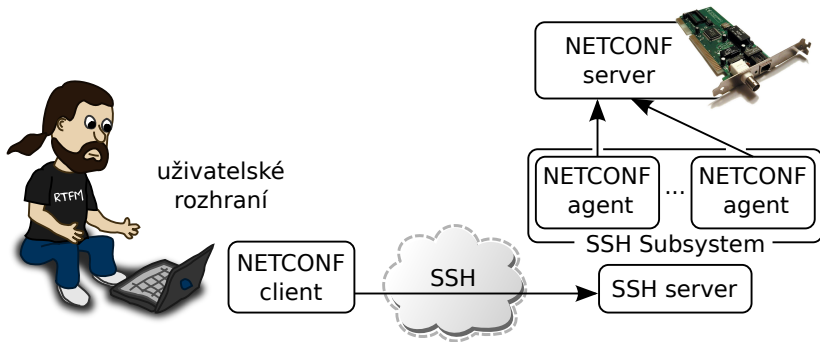 NETCONF
server
NETCONF
agent
...
NETCONF
agent
SSH Subsystem
uživatelské
rozhraní
RTFM
NETCONF
client
SSH
SSH server